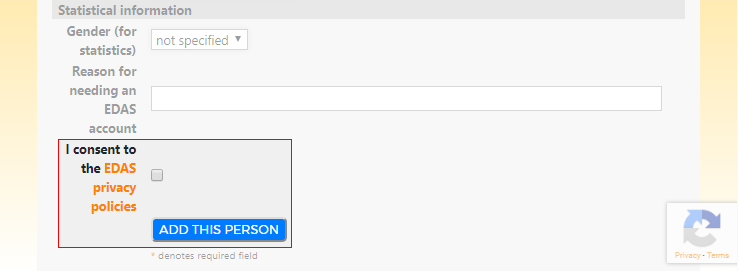 Statistical information
Gender (for
statistics)
not specified
Reason for
needing an
EDAS
account
I consent to
the EDAS
privacy
policies
ADD THIS PERSON
* denotes required field
Privacy - Terms